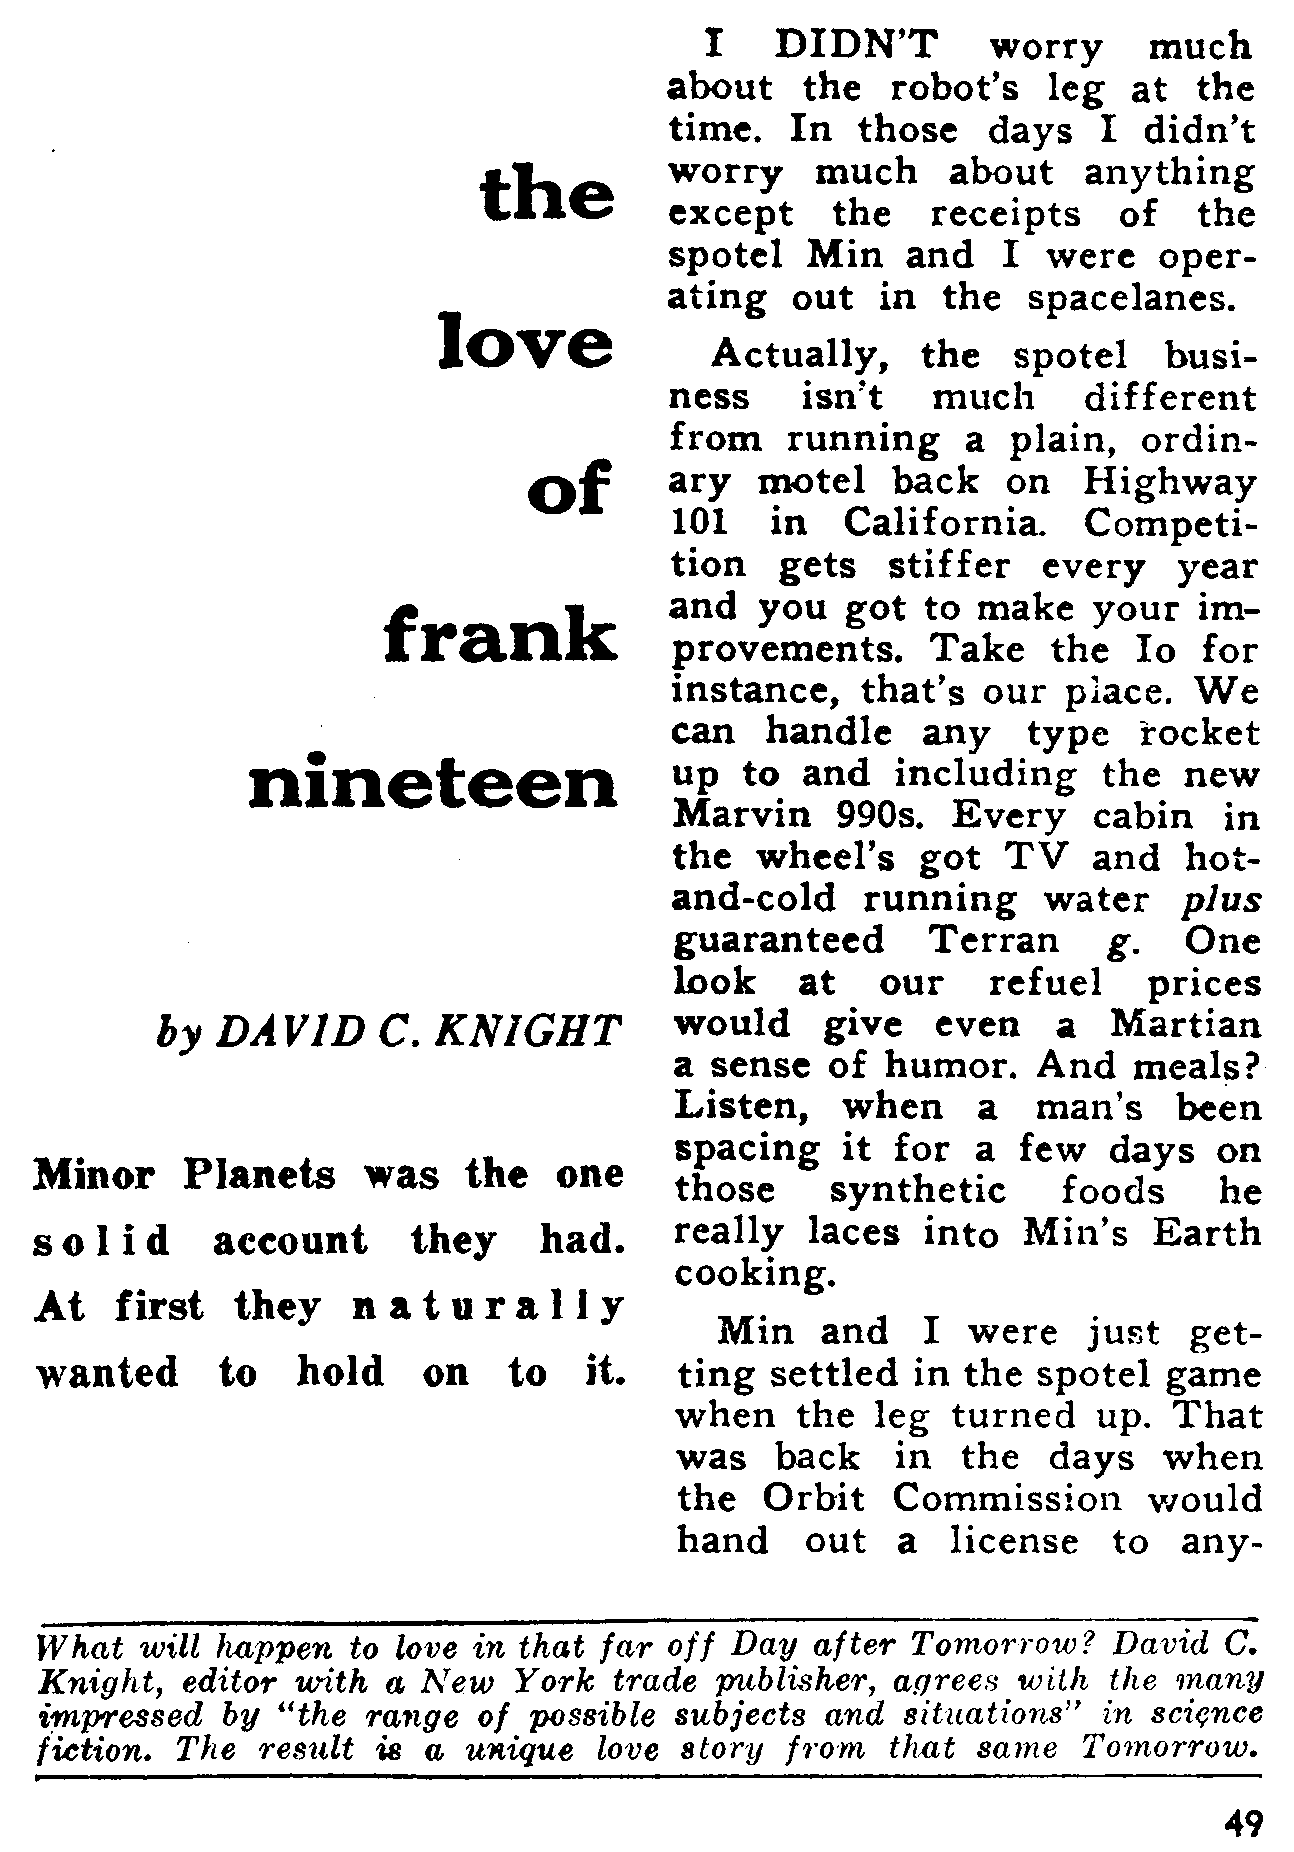 the
love
of
frank
nineteen
by DAVID C. KNIGHT
Minor Planets was the one
solid account they had.
At first they naturally
wanted to hold on to it.
I DIDN'T worry much
about the robot's leg at the
time. In those days I didn't
worry much about anything
except the receipts of the
spotel Min and I were oper-
ating out in the spacelanes.
Actually, the spotel busi-
ness isn't much different
from running a plain, ordin-
ary motel back on Highway
101 in California. Competi-
tion gets stiffer every year
and you got to make your im-
provements. Take the Io for
instance, that's our place. We
can handle any type rocket
up to and including the new
Marvin 990s. Every cabin in
the wheel's got TV and hot-
and-cold running water plus
guaranteed Terran g. One
look at our refuel prices
would give even a Martian
a sense of humor. And meals?
Listen, when a man's been
spacing it for a few days on
those synthetic foods he
really laces into Min's Earth
cooking.
Min and I were just get-
ting settled in the spotel game
when the leg turned up. That
was back in the days when
the Orbit Commission would
hand out a license to any-
What will happen to love in that far off Day after Tomorrow? David C.
Knight, editor with a New York trade publisher, agrees with the many
impressed by "the range of possible subjects and situations" in science
fiction. The result is a unique love story from that same Tomorrow.
49